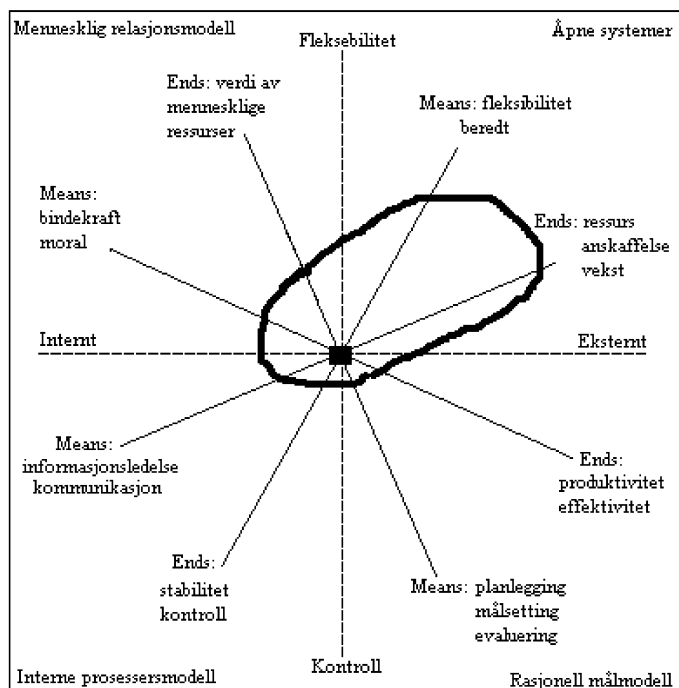 Mennesklig relasjonsmodell
Fleksebilitet
Åpne systemer
Ends: verdi av
mennesklige
ressurser
Means: fleksibilitet
beredt
Means:
bindekraft
moral
Ends: ressurs
anskaffelse
vekst
Internt
Eksternt
Means:
informasjonsledelse
kommunikasjon
Ends:
produktivitet
effektivitet
Ends:
stabilitet
kontroll
Means: planlegging
målsetting
evaluering
Kontroll
Interne prosessersmodell
Rasjonell målmodell